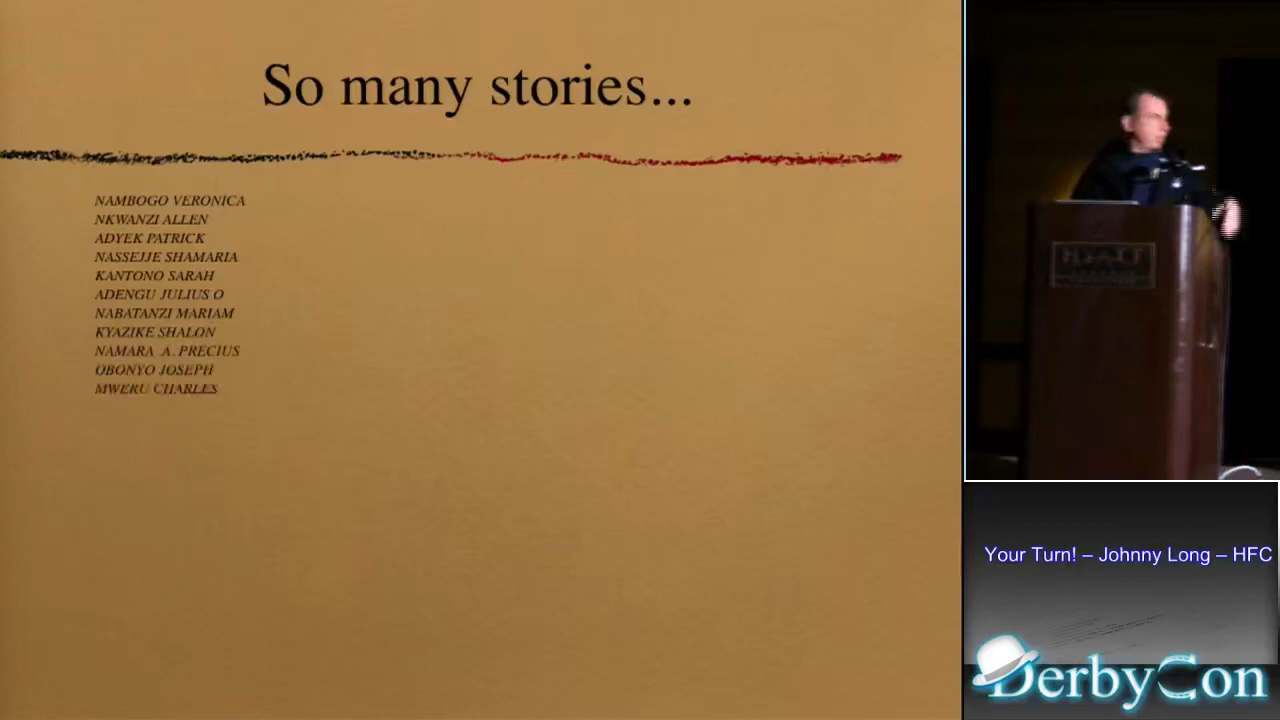 So many stories...
NAMBOGO VERONICA
NKWANZI ALLEN
ADYEK PATRICK
NASSEJJE SHAMARIA
KANTONO SARAH
ADENGU JULIUS O
NABATANZI MARIAM
KYAZIKE SHALON
NAMARA A. PRECIUS
OBONYO JOSEPH
MWERU CHARLES
HYATT
Your Turn! – Johnny Long – HFC
DerbyCon